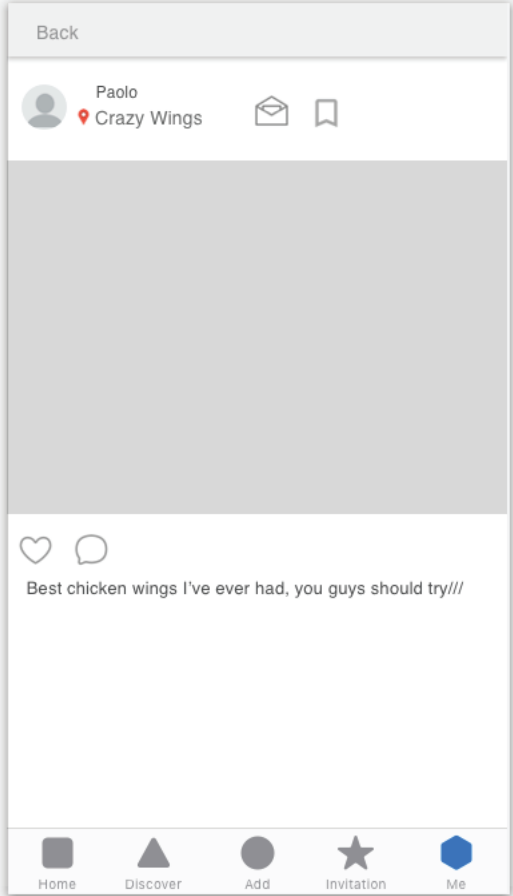 Back
Paolo
Crazy Wings
Best chicken wings I've ever had, you guys should try///
Home Discover Add Invitation Me